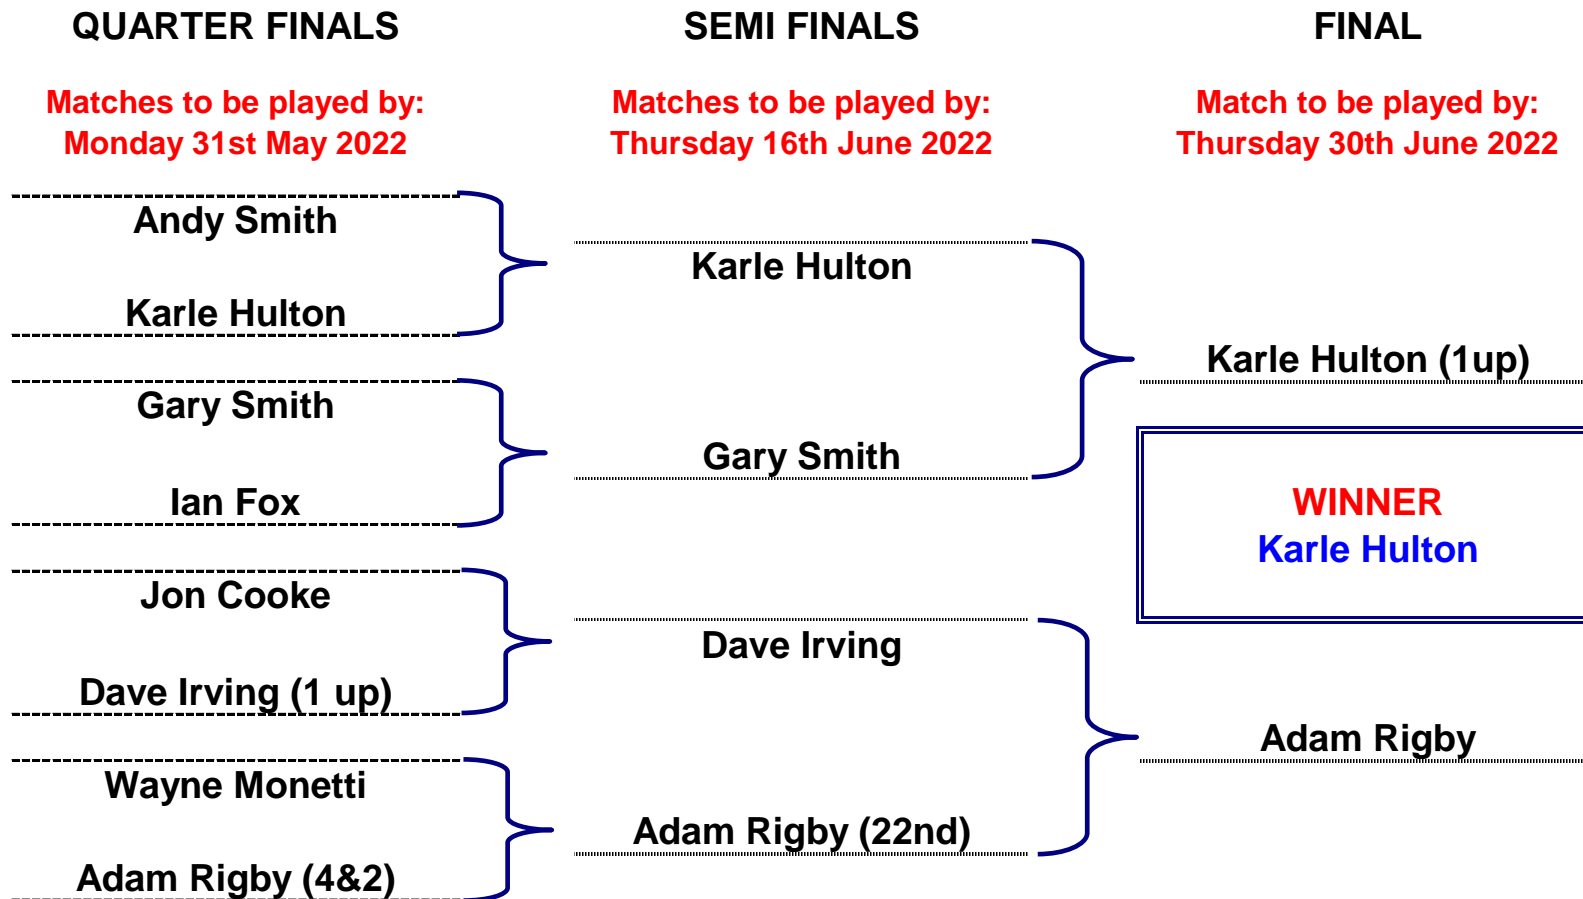 QUARTER FINALS
Matches to be played by:
Monday 31st May 2022
Andy Smith
Karle Hulton
Gary Smith
Ian Fox
Jon Cooke
Dave Irving (1 up)
Wayne Monetti
Adam Rigby (4&2)
SEMI FINALS
Matches to be played by:
Thursday 16th June 2022
Karle Hulton
Gary Smith
Dave Irving
Adam Rigby (22nd)
FINAL
Match to be played by:
Thursday 30th June 2022
Karle Hulton (1up)
WINNER
Karle Hulton
Adam Rigby